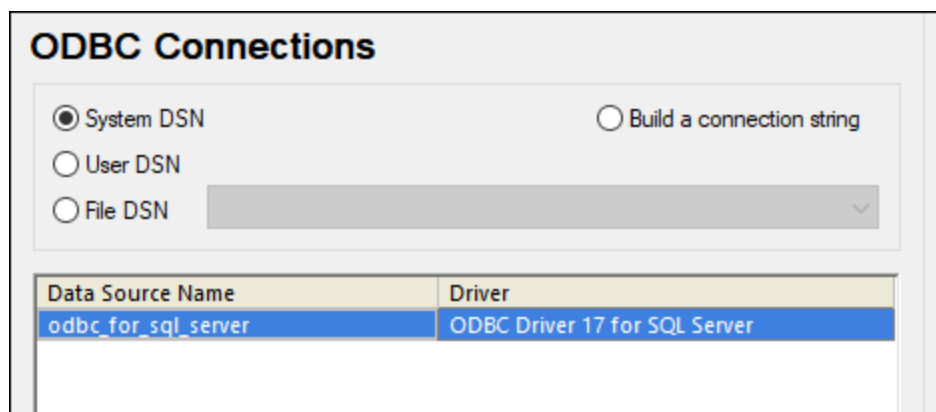 ODBC Connections
System DSN
Build a connection string
User DSN
File DSN
Data Source Name Driver
odbc_for_sql_server ODBC Driver 17 for SQL Server